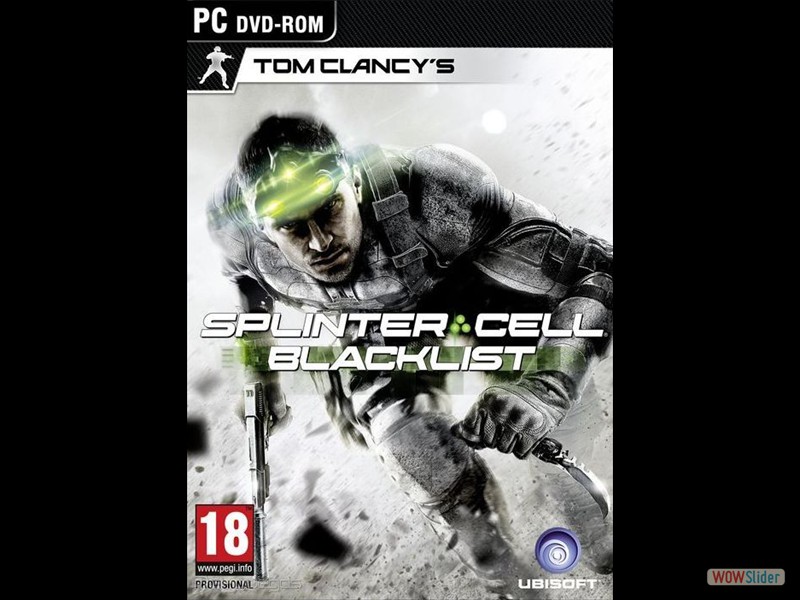 PC DVD-ROM
TOM CLANCY'S
SPLINTER CELL
BLACKLIST
18
www.pegi.info
PROVISIONAL
UBISOFT
WOWSlider